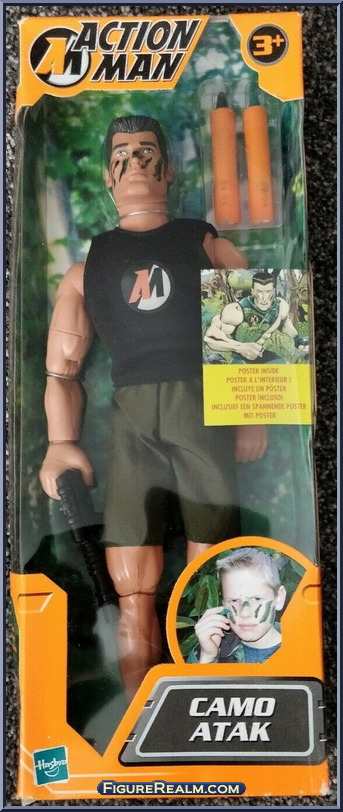 ACTION
MAN
3+
POSTER INSIDE
POSTER A L'INTERIEUR !
INCLUYE UN POSTER
POSTER INCLUSO!
INCLUSIEF EEN SPANNENDE POSTER
MIT POSTER
CAMO
ATAK
Hasbro
FIGUREREALM.COM